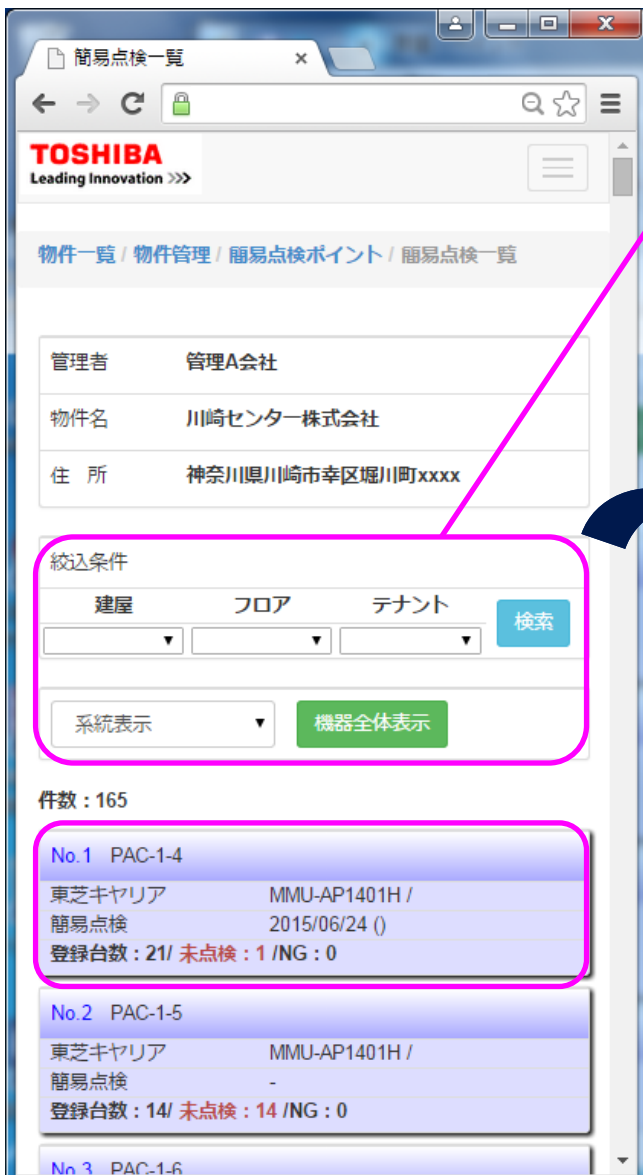 簡易点検一覧
TOSHIBA
Leading Innovation >>>
物件一覧 / 物件管理 / 簡易点検ポイント / 簡易点検一覧
管理者 管理A会社
物件名 川崎センター株式会社
住 所 神奈川県川崎市幸区堀川町xxxx
絞込条件
建屋 フロア テナント
検索
系統表示 機器全体表示
件数：165
No.1 PAC-1-4
東芝キヤリア MMU-AP1401H /
簡易点検 2015/06/24 ()
登録台数：21/ 未点検：1 /NG：0
No.2 PAC-1-5
東芝キヤリア MMU-AP1401H /
簡易点検 -
登録台数：14/ 未点検：14 /NG：0
No.3 PAC-1-6